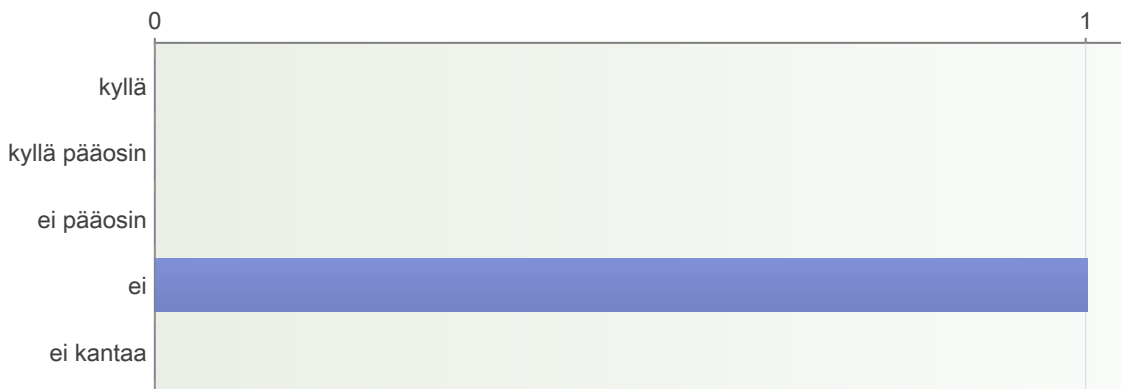 0 1
kyllä
kyllä pääosin
ei pääosin
ei
ei kantaa